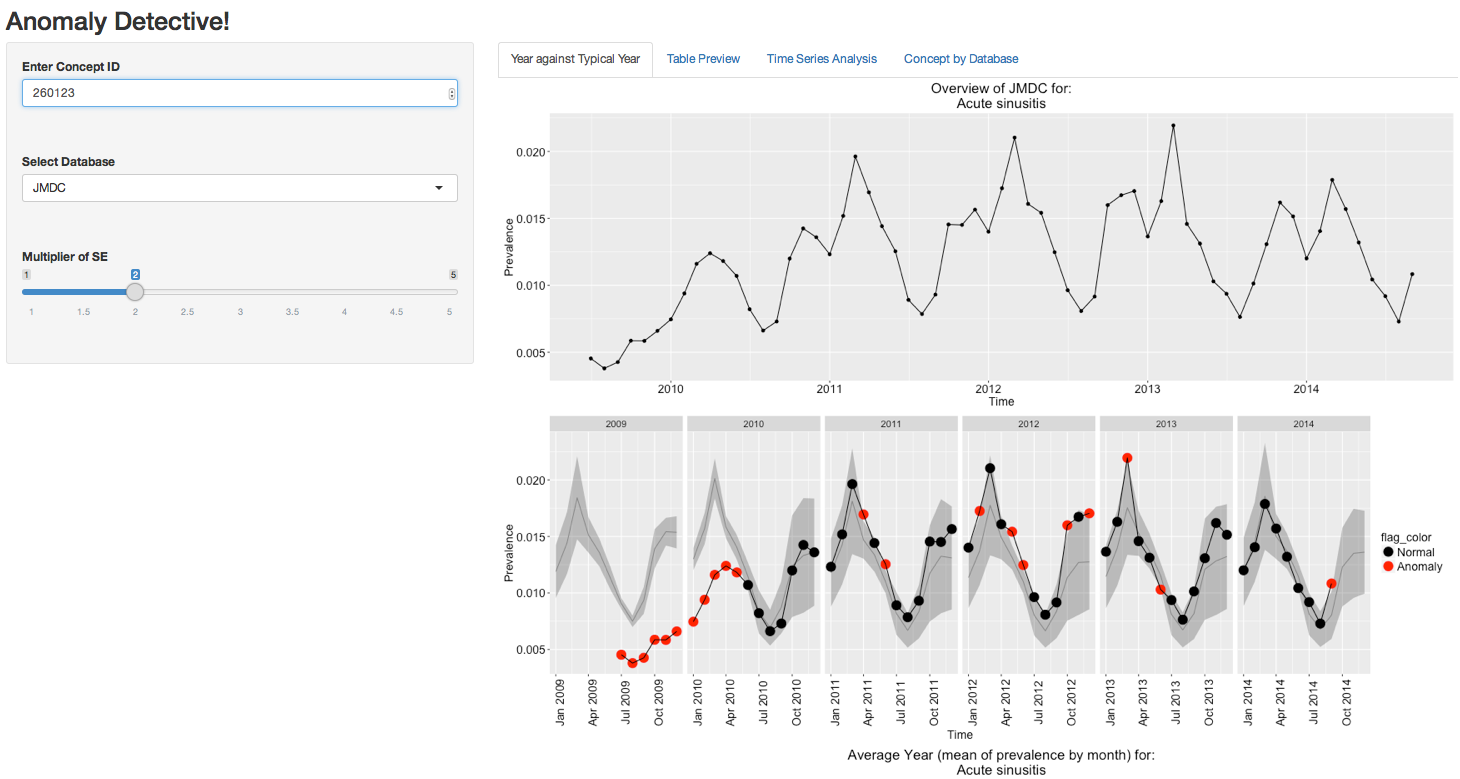 Anomaly Detective!
Enter Concept ID
260123
Select Database
JMDC
Multiplier of SE
1 2 5
1 1.5 2 2.5 3 3.5 4 4.5 5
Year against Typical Year Table Preview Time Series Analysis Concept by Database
Overview of JMDC for:
Acute sinusitis
Prevalence
0.020
0.015
0.010
0.005
2010 2011 2012 2013 2014
Time
2009 2010 2011 2012 2013 2014
Prevalence
0.020
0.015
0.010
0.005
flag_color
Normal
Anomaly
Jan 2009 Apr 2009 Jul 2009 Oct 2009 Jan 2010 Apr 2010 Jul 2010 Oct 2010 Jan 2011 Apr 2011 Jul 2011 Oct 2011 Jan 2012 Apr 2012 Jul 2012 Oct 2012 Jan 2013 Apr 2013 Jul 2013 Oct 2013 Jan 2014 Apr 2014 Jul 2014 Oct 2014
Time
Average Year (mean of prevalence by month) for:
Acute sinusitis